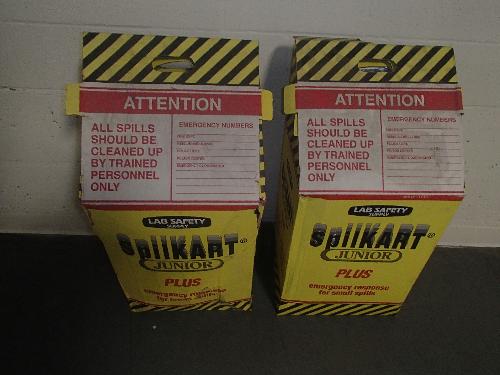 ATTENTION
ALL SPILLS
SHOULD BE
CLEANED UP
BY TRAINED
PERSONNEL
ONLY
EMERGENCY NUMBERS
LAB SAFETY
SUPPLY
SpilKART®
JUNIOR
PLUS
emergency response
for small spills
ATTENTION
ALL SPILLS
SHOULD BE
CLEANED UP
BY TRAINED
PERSONNEL
ONLY
EMERGENCY NUMBERS
LAB SAFETY
SUPPLY
SpilKART®
JUNIOR
PLUS
emergency response
for small spills